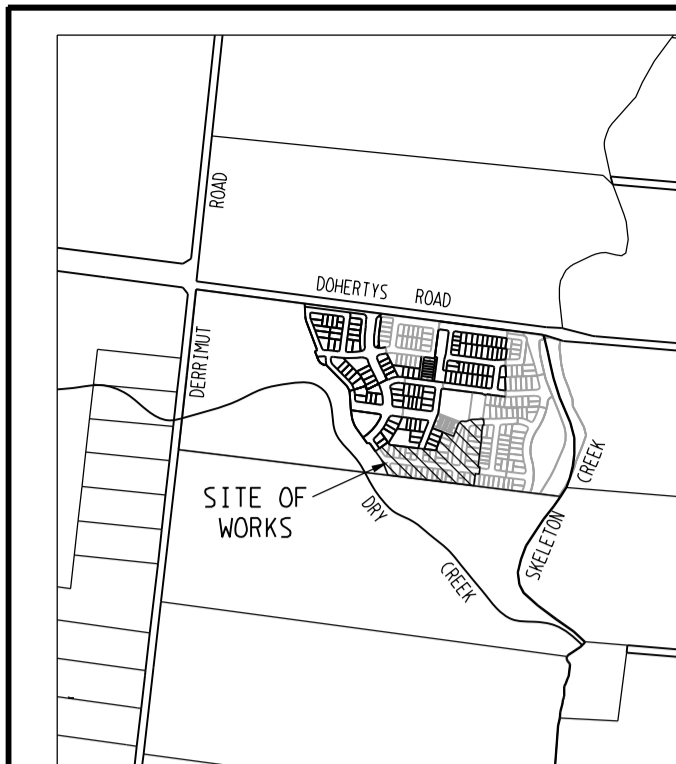 ROAD
DOHERTYS ROAD
DERRIMUT
SITE OF
WORKS
DRY
CREEK
SKELETON
CREEK